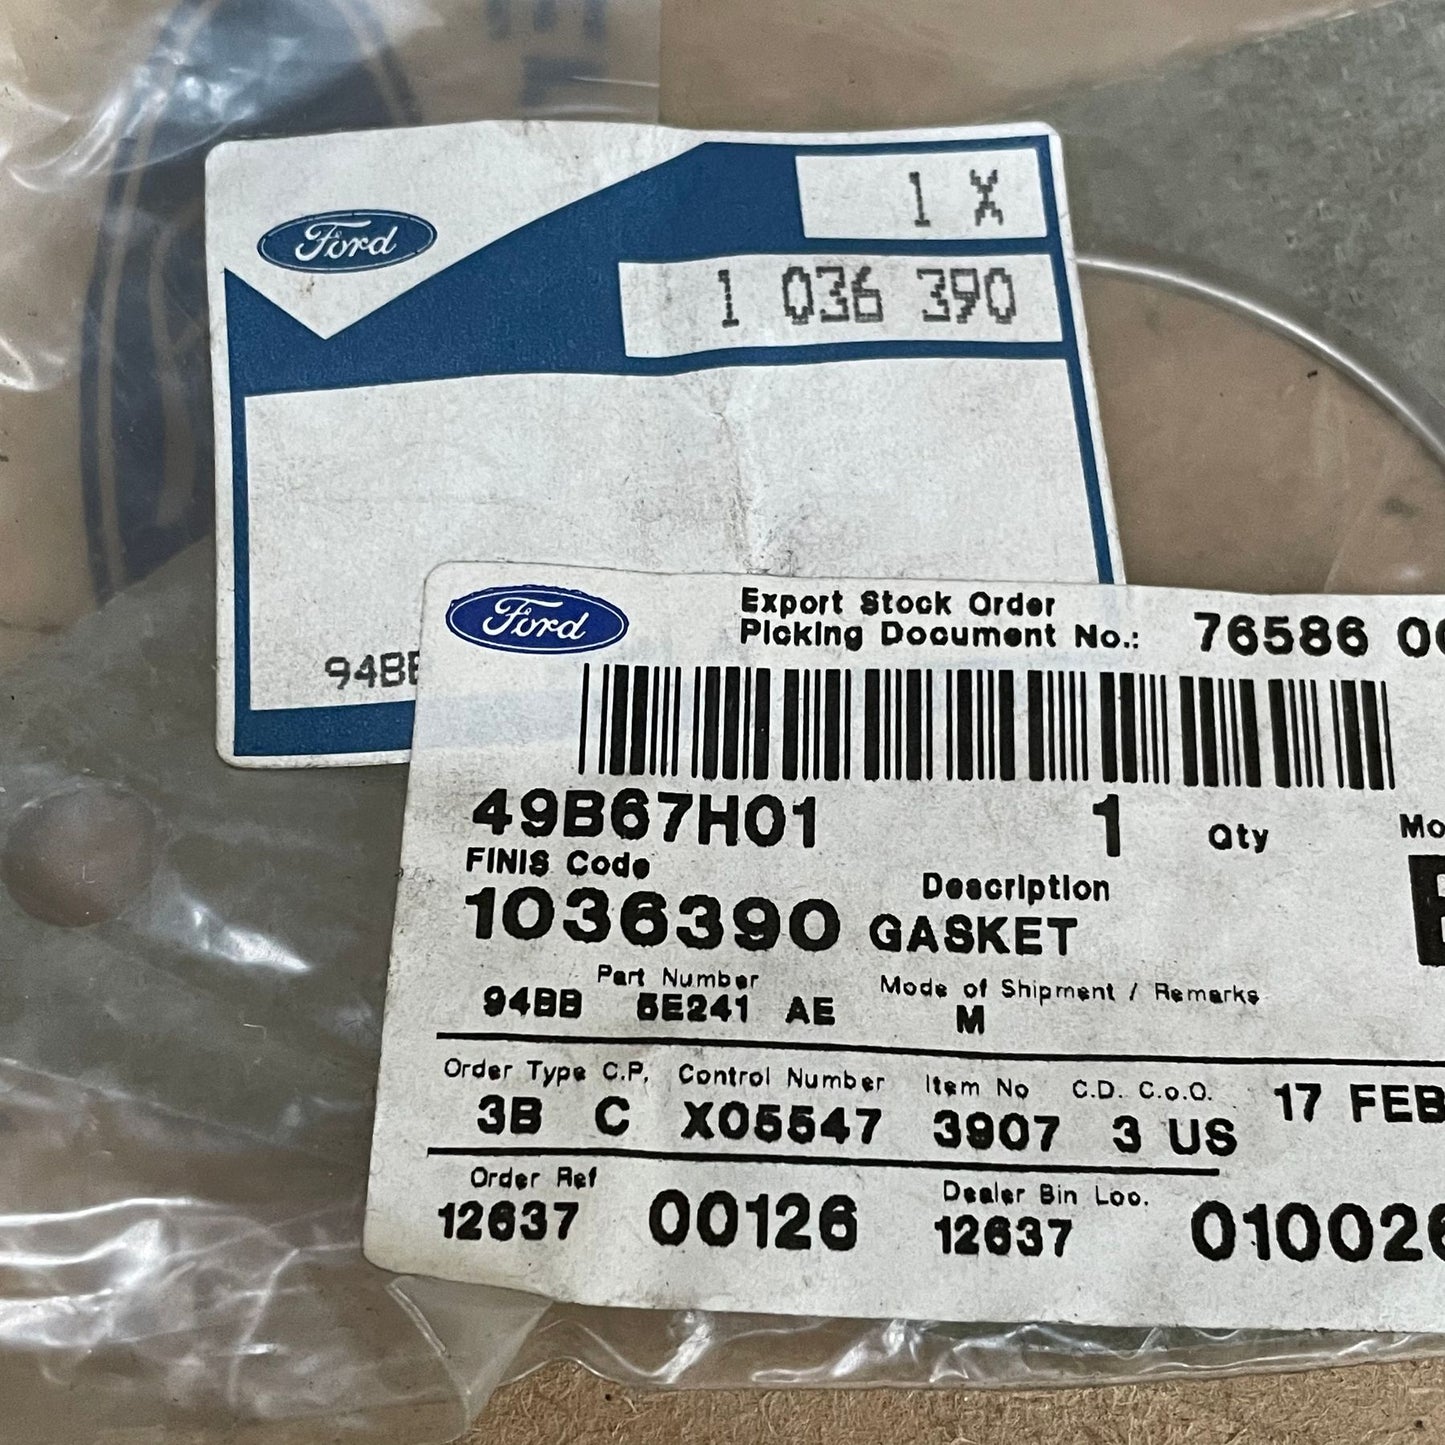 Ford
1 X
1 036 390
94BB
Ford
Export Stock Order
Picking Document No.: 76586
49B67H01 1 Qty
FINIS Code
Description
1036390 GASKET
Part Number Mode of Shipment / Remarks
94BB 5E241 AE M
Order Type C.P. Control Number Item No C.D. C.o.O.
3B C X05547 3907 3 US 17 FEB
Order Ref Dealer Bin Loc.
12637 00126 12637 010026